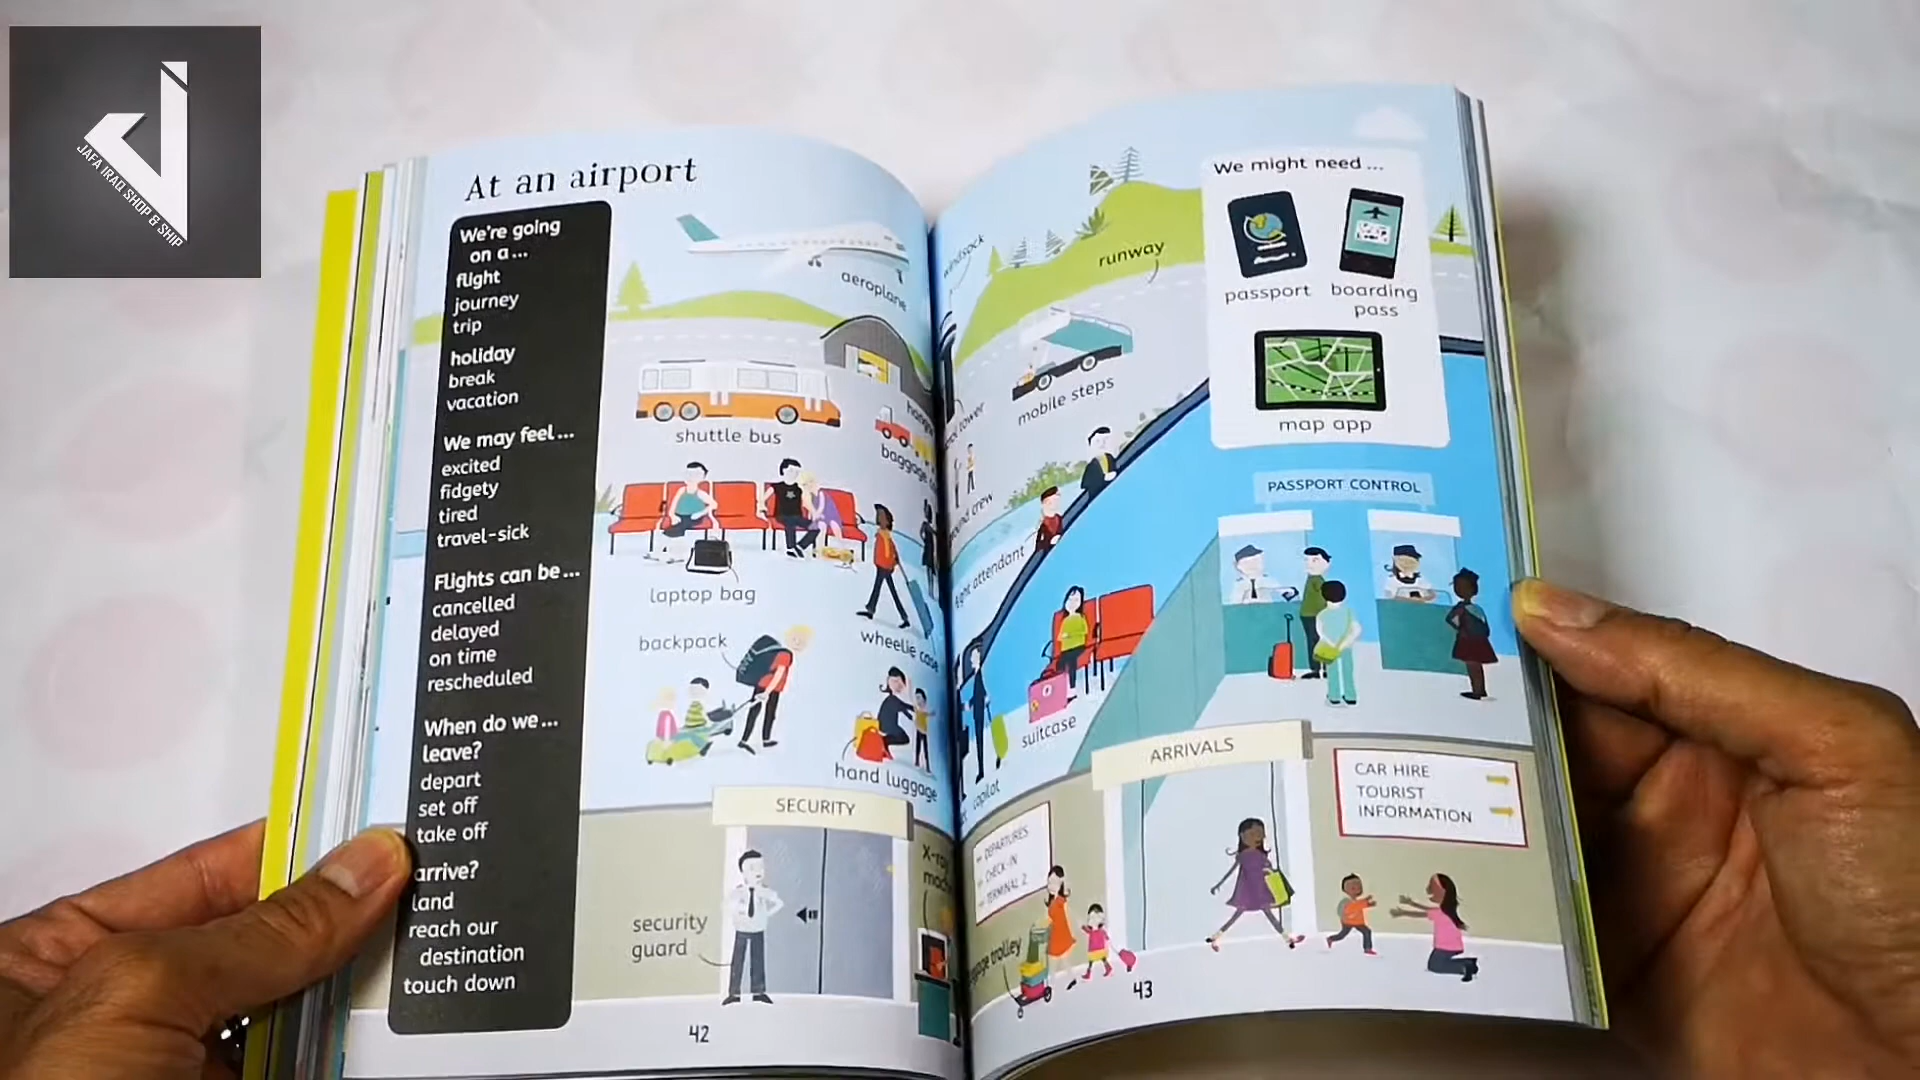 JAFA IRAQ SHOP & SHIP
At an airport
We're going
on a ...
flight
journey
trip
holiday
break
vacation
We may feel ...
excited
fidgety
tired
travel-sick
Flights can be ...
cancelled
delayed
on time
rescheduled
When do we ...
leave?
depart
set off
take off
arrive?
land
reach our
destination
touch down
aeroplane
shuttle bus
baggage
laptop bag
backpack
wheelie case
hand luggage
SECURITY
security
guard
42
windsock
runway
mobile steps
tower
crew
attendant
suitcase
We might need ...
passport
boarding
pass
map app
PASSPORT CONTROL
ARRIVALS
DEPARTURES
CHECK-IN
TERMINAL 2
CAR HIRE
TOURIST
INFORMATION
trolley
43